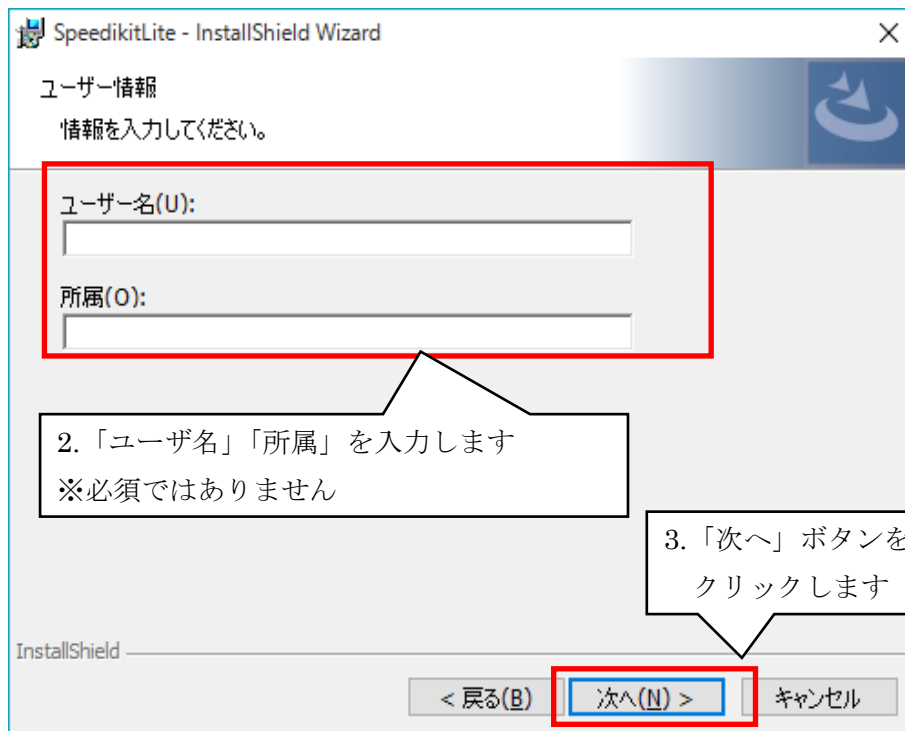 SpeedikitLite - InstallShield Wizard
ユーザー情報
情報を入力してください。
ユーザー名(U):
所属(O):
2.「ユーザ名」「所属」を入力します
※必須ではありません
3.「次へ」ボタンを
クリックします
InstallShield
< 戻る(B)
次へ(N) >
キャンセル